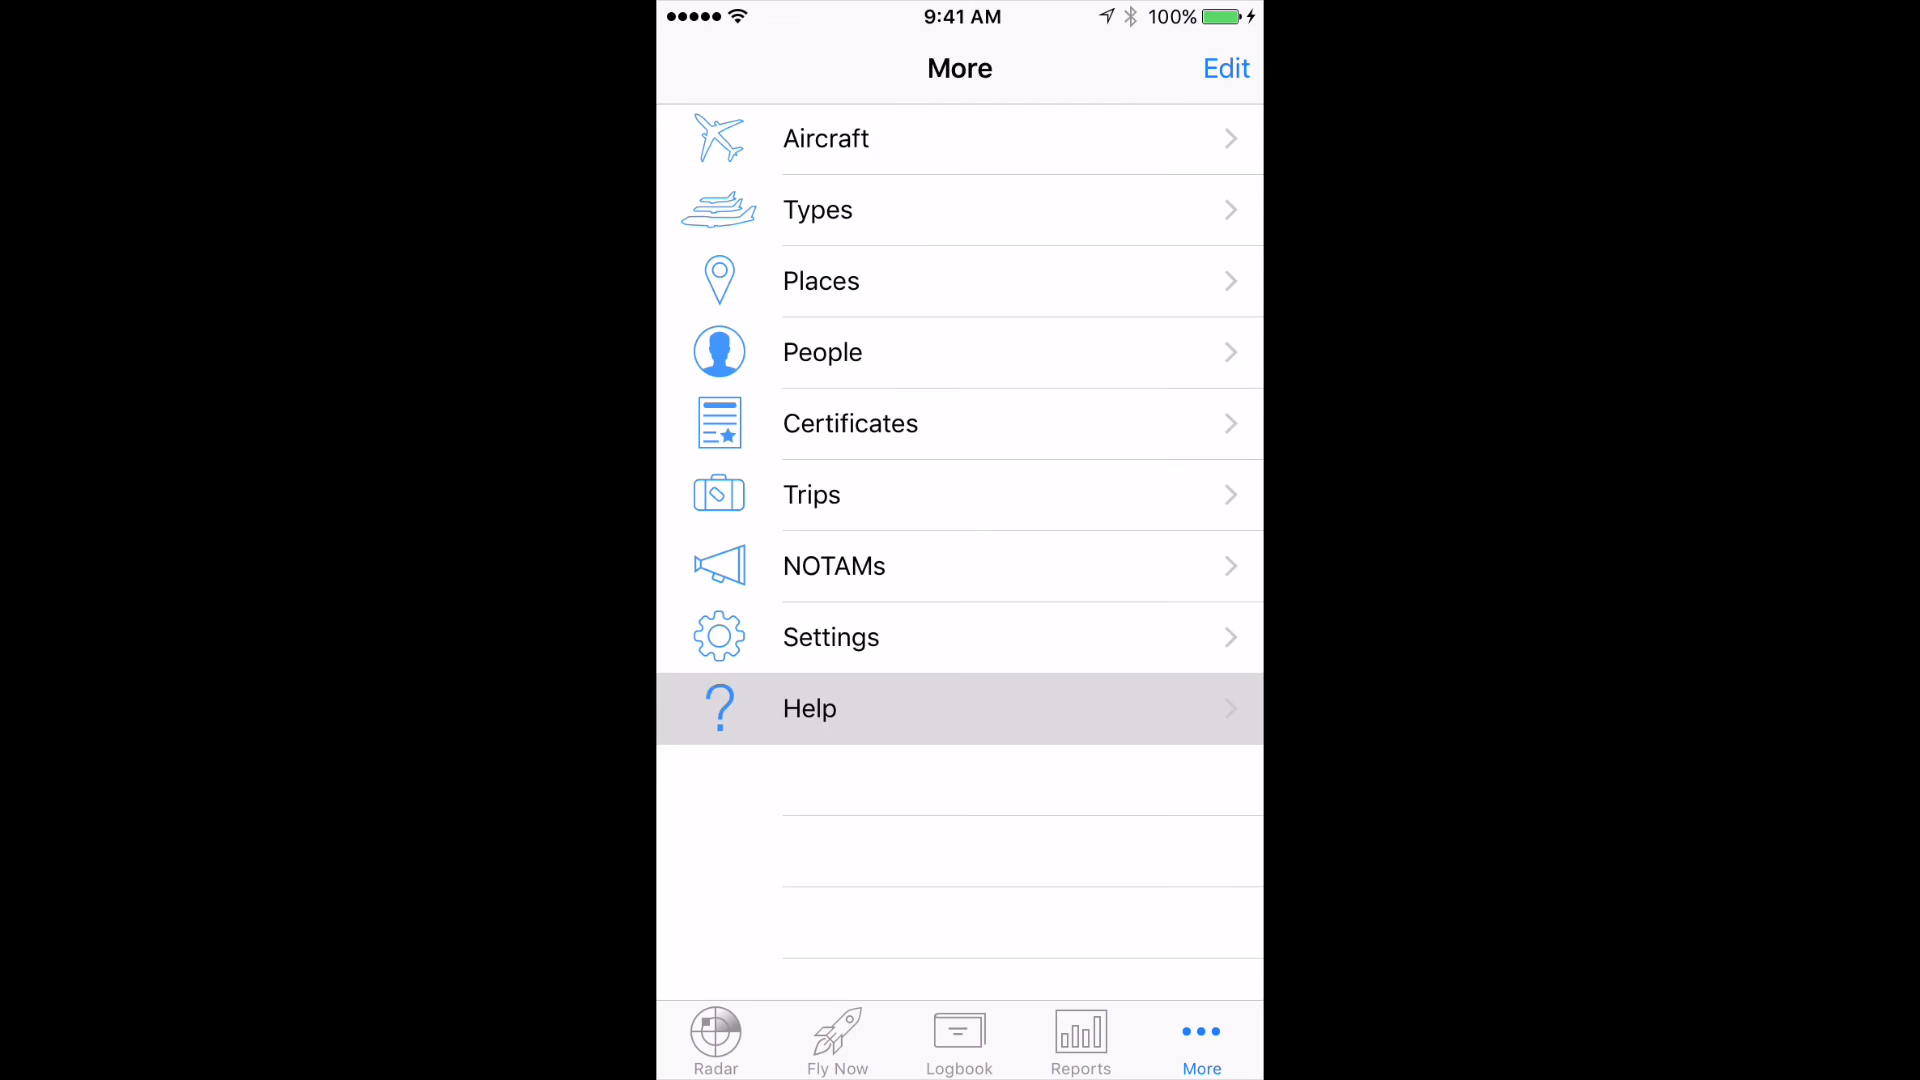 9:41 AM 100%
More Edit
Aircraft
Types
Places
People
Certificates
Trips
NOTAMs
Settings
? Help
Radar Fly Now Logbook Reports More